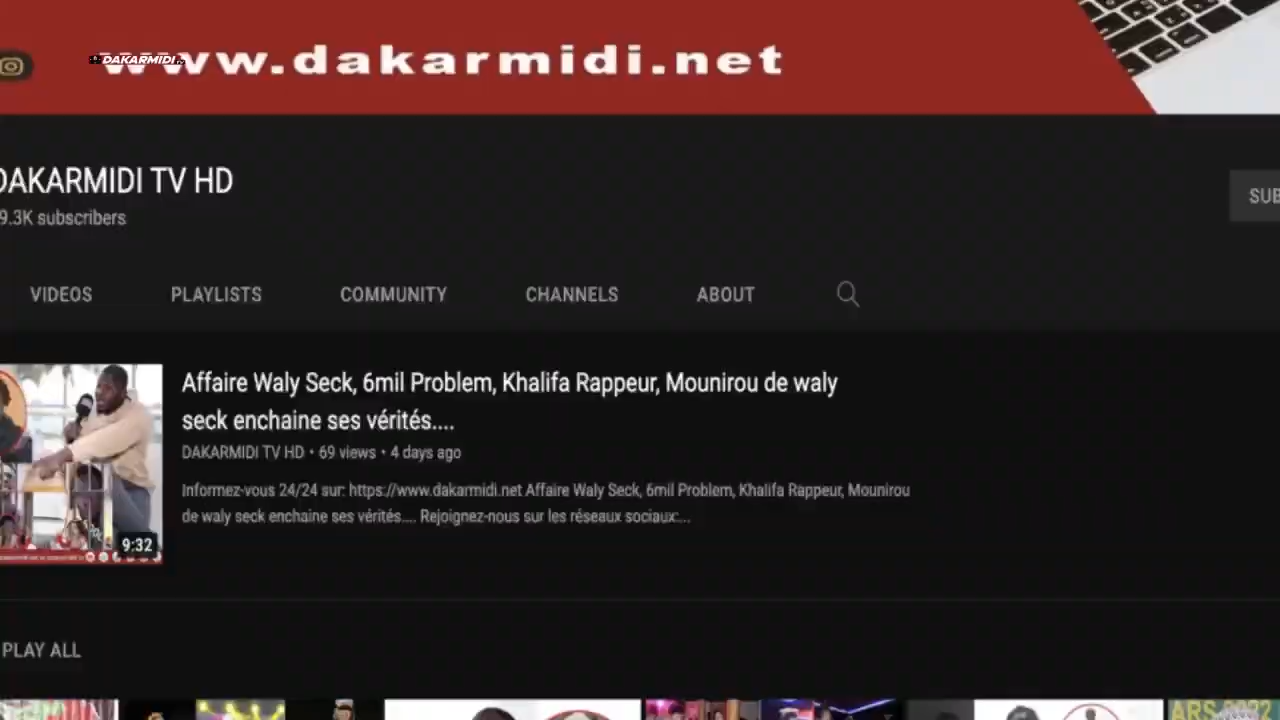 www.dakarmidi.net
DAKARMIDI
DAKARMIDI TV HD
9.3K subscribers
SUB
VIDEOS PLAYLISTS COMMUNITY CHANNELS ABOUT
Affaire Waly Seck, 6mil Problem, Khalifa Rappeur, Mounirou de waly
seck enchaine ses vérités....
DAKARMIDI TV HD • 69 views • 4 days ago
Informez-vous 24/24 sur: https://www.dakarmidi.net Affaire Waly Seck, 6mil Problem, Khalifa Rappeur, Mounirou
de waly seck enchaine ses vérités.... Rejoignez-nous sur les réseaux sociaux:...
9:32
PLAY ALL